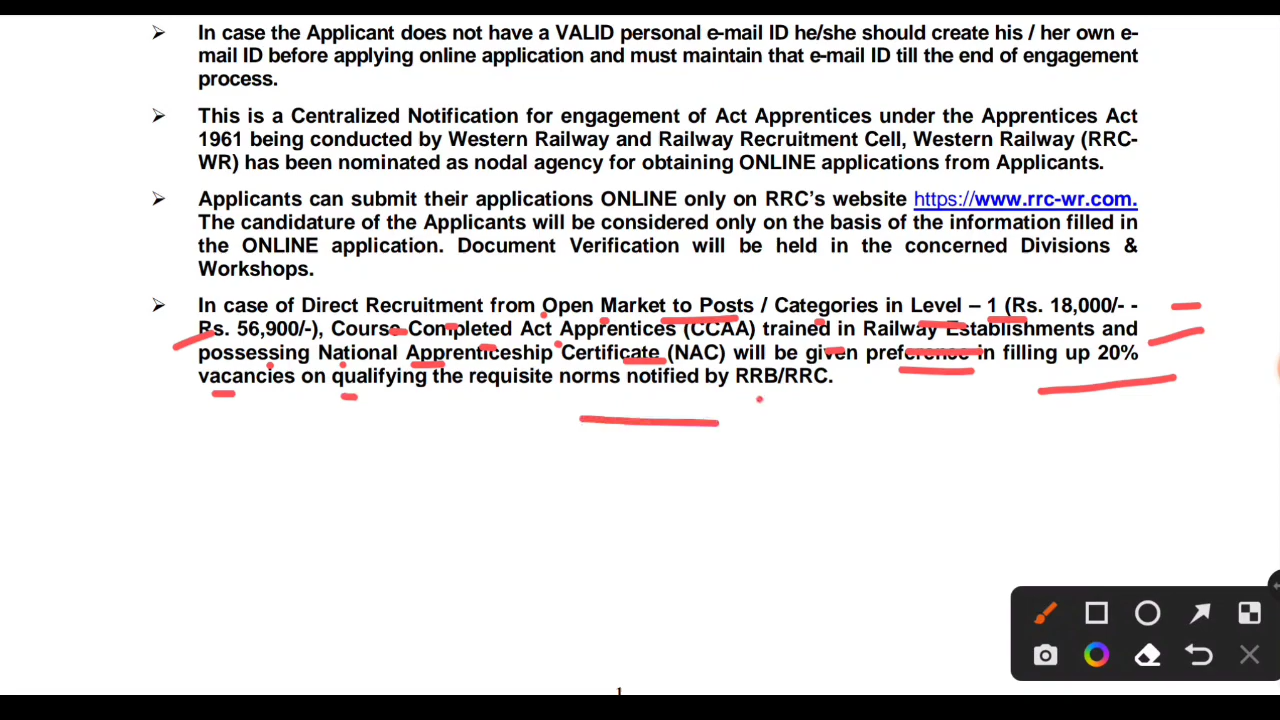 ➢ In case the Applicant does not have a VALID personal e-mail ID he/she should create his / her own e-
mail ID before applying online application and must maintain that e-mail ID till the end of engagement
process.
➢ This is a Centralized Notification for engagement of Act Apprentices under the Apprentices Act
1961 being conducted by Western Railway and Railway Recruitment Cell, Western Railway (RRC-
WR) has been nominated as nodal agency for obtaining ONLINE applications from Applicants.
➢ Applicants can submit their applications ONLINE only on RRC’s website https://www.rrc-wr.com.
The candidature of the Applicants will be considered only on the basis of the information filled in
the ONLINE application. Document Verification will be held in the concerned Divisions &
Workshops.
➢ In case of Direct Recruitment from Open Market to Posts / Categories in Level – 1 (Rs. 18,000/- -
Rs. 56,900/-), Course Completed Act Apprentices (CCAA) trained in Railway Establishments and
possessing National Apprenticeship Certificate (NAC) will be given preference in filling up 20%
vacancies on qualifying the requisite norms notified by RRB/RRC.
1